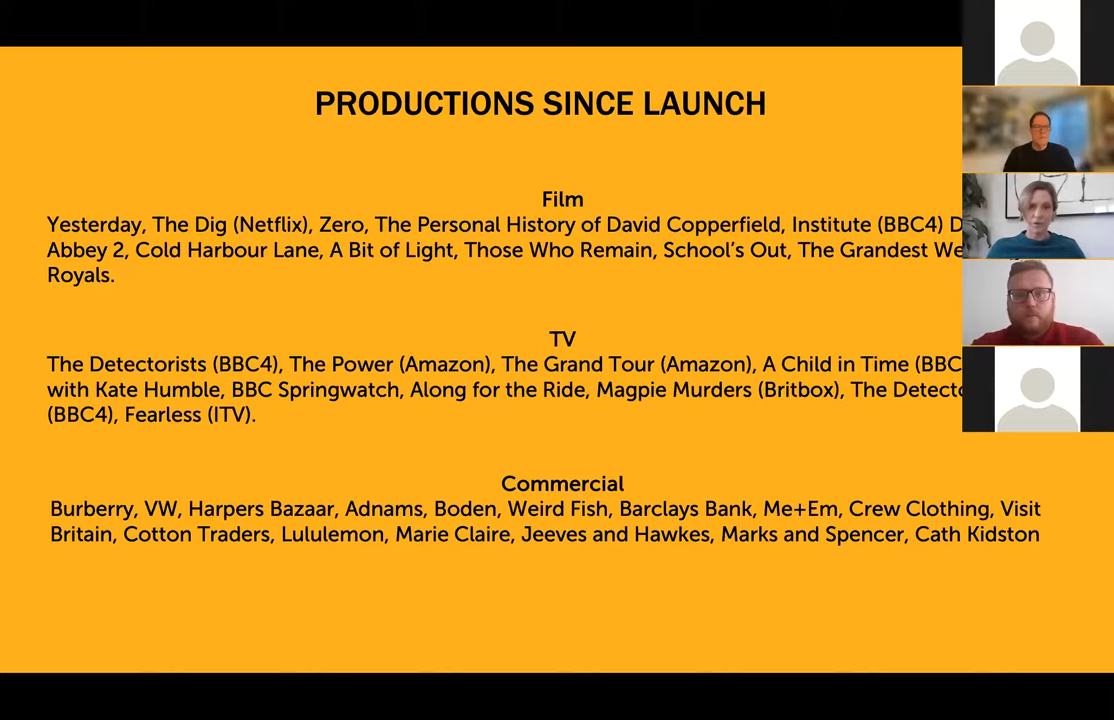 PRODUCTIONS SINCE LAUNCH
Film
Yesterday, The Dig (Netflix), Zero, The Personal History of David Copperfield, Institute (BBC4)
Abbey 2, Cold Harbour Lane, A Bit of Light, Those Who Remain, School’s Out, The Grandest
Royals.
TV
The Detectorists (BBC4), The Power (Amazon), The Grand Tour (Amazon), A Child in Time (BBC
with Kate Humble, BBC Springwatch, Along for the Ride, Magpie Murders (Britbox), The
(BBC4), Fearless (ITV).
Commercial
Burberry, VW, Harpers Bazaar, Adnams, Boden, Weird Fish, Barclays Bank, Me+Em, Crew Clothing, Visit
Britain, Cotton Traders, Lululemon, Marie Claire, Jeeves and Hawkes, Marks and Spencer, Cath Kidston